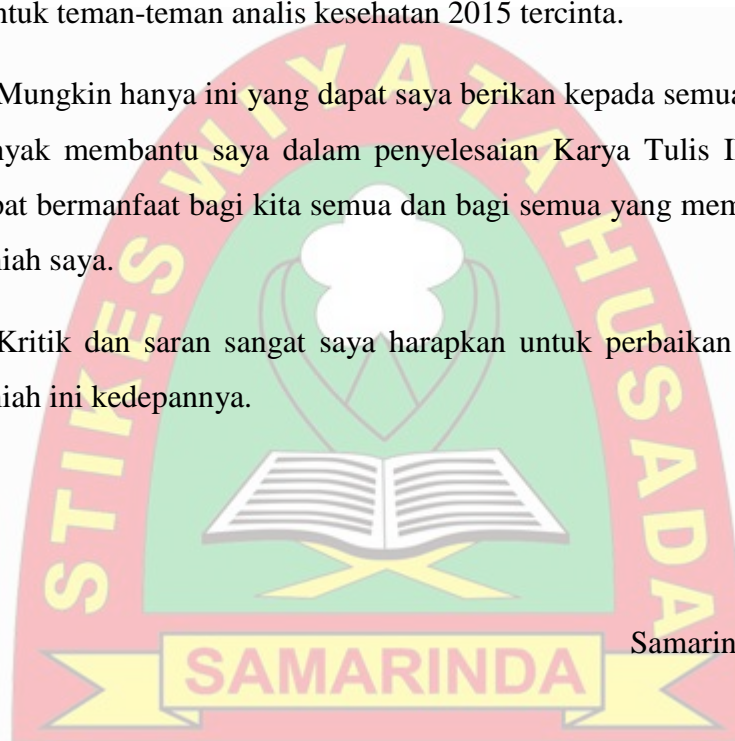 ntuk teman-teman analis kesehatan 2015 tercinta.
Mungkin hanya ini yang dapat saya berikan kepada semua
nyak membantu saya dalam penyelesaian Karya Tulis I
pat bermanfaat bagi kita semua dan bagi semua yang mem
niah saya.
Kritik dan saran sangat saya harapkan untuk perbaikan
niah ini kedepannya.
Samarin
STIKES WIYATA HUSADA
SAMARINDA